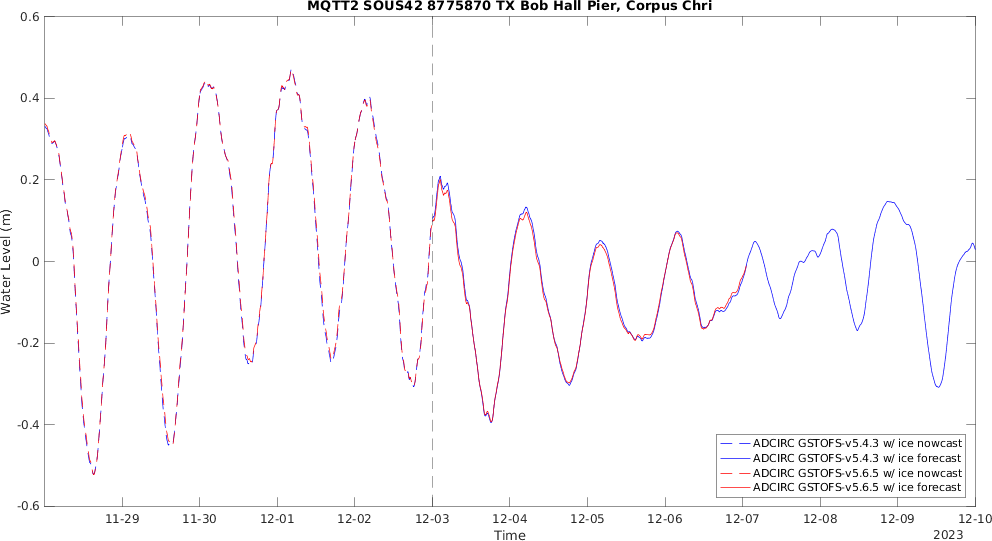 MQTT2 SOUS42 8775870 TX Bob Hall Pier, Corpus Chri
0.6
0.4
0.2
0
-0.2
-0.4
-0.6
Water Level (m)
11-29 11-30 12-01 12-02 12-03 12-04 12-05 12-06 12-07 12-08 12-09 12-10
Time
2023
ADCIRC GSTOFS-v5.4.3 w/ ice nowcast
ADCIRC GSTOFS-v5.4.3 w/ ice forecast
ADCIRC GSTOFS-v5.6.5 w/ ice nowcast
ADCIRC GSTOFS-v5.6.5 w/ ice forecast